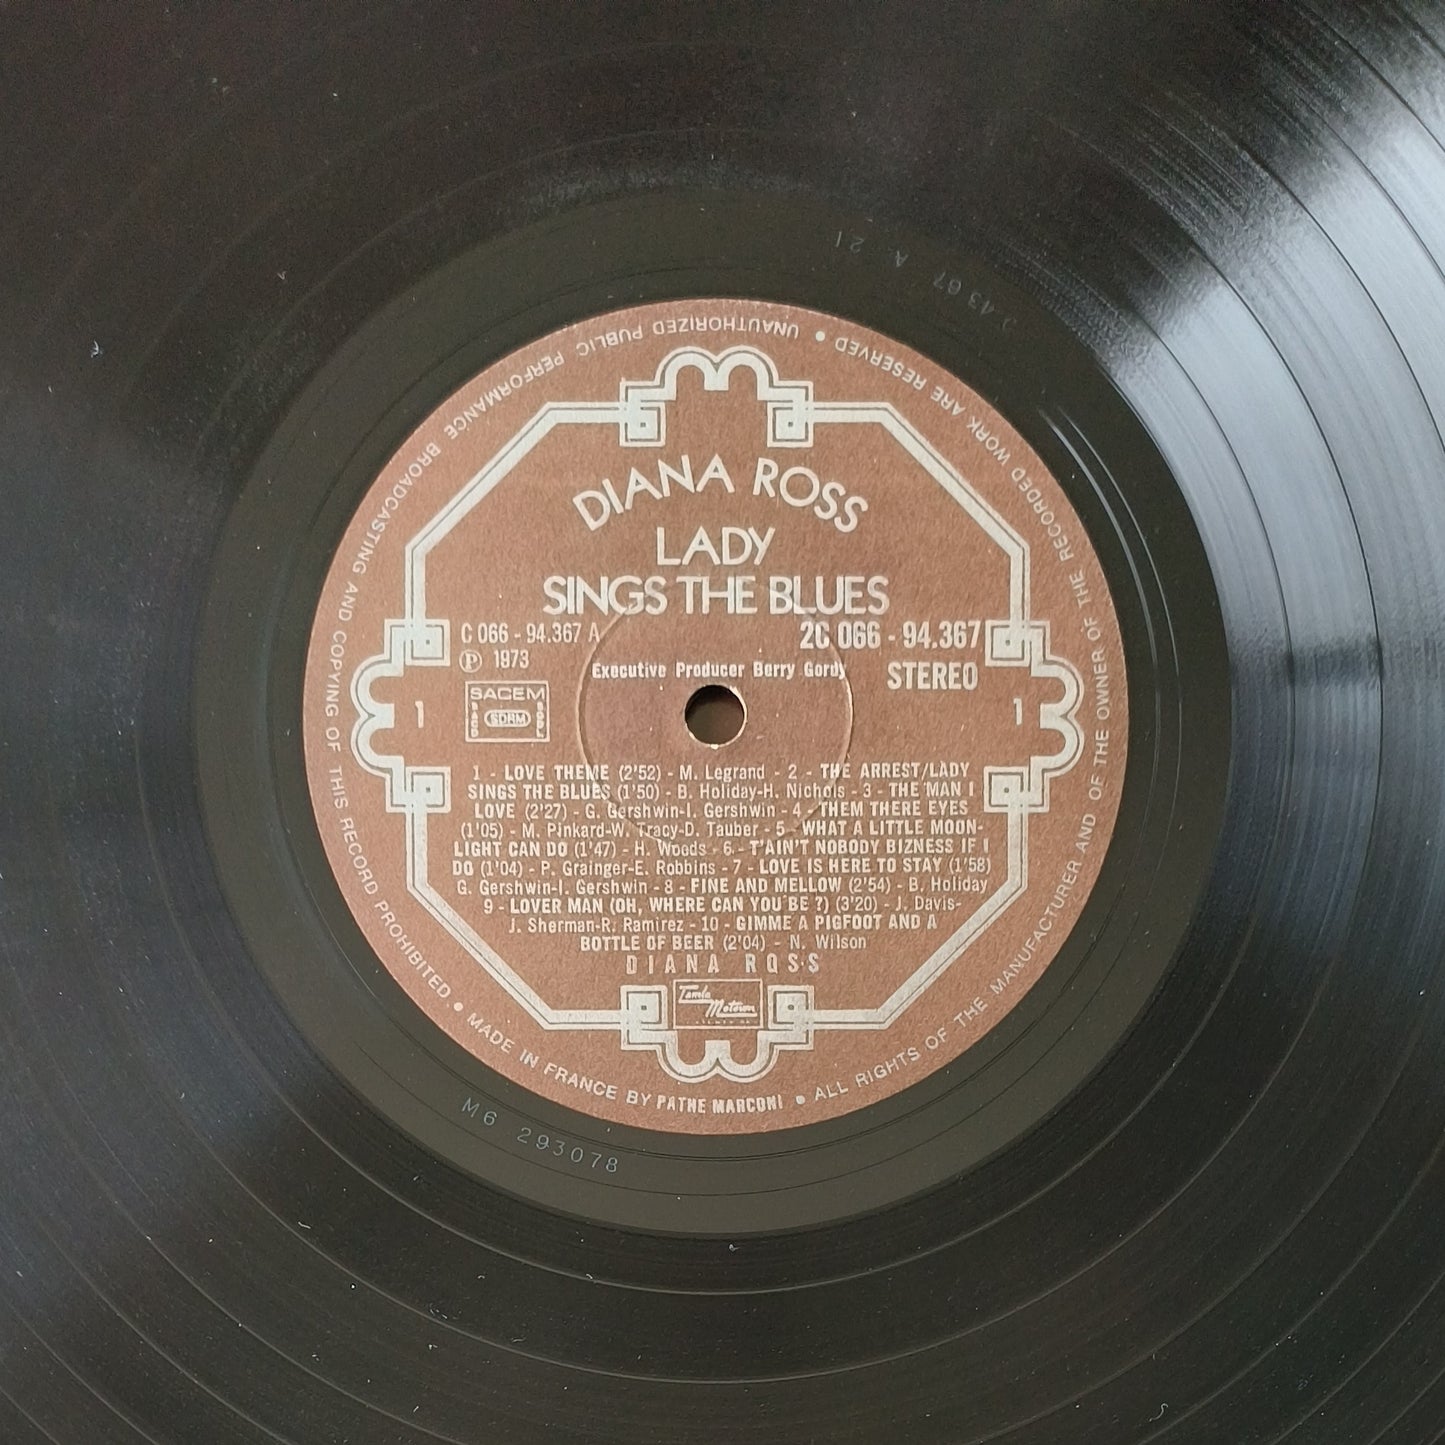 DIANA ROSS
LADY
SINGS THE BLUES
C 066 - 94.367 A
2C 066 - 94.367
Ⓟ 1973
STEREO
Executive Producer Berry Gordy
SACEM
SDRM
1
1
1 - LOVE THEME (2'52) - M. Legrand - 2 - THE ARREST/LADY
SINGS THE BLUES (1'50) - B. Holiday-H. Nichols - 3 - THE MAN I
LOVE (2'27) - G. Gershwin-I. Gershwin - 4 - THEM THERE EYES
(1'05) - M. Pinkard-W. Tracy-D. Tauber - 5 - WHAT A LITTLE MOON-
LIGHT CAN DO (1'47) - H. Woods - 6 - T'AIN'T NOBODY BIZNESS IF I
DO (1'04) - P. Grainger-E. Robbins - 7 - LOVE IS HERE TO STAY (1'58)
G. Gershwin-I. Gershwin - 8 - FINE AND MELLOW (2'54) - B. Holiday
9 - LOVER MAN (OH, WHERE CAN YOU BE ?) (3'20) - J. Davis-
J. Sherman-R. Ramirez - 10 - GIMME A PIGFOOT AND A
BOTTLE OF BEER (2'04) - N. Wilson
DIANA ROSS
Tamla
Motown
MADE IN FRANCE BY PATHE MARCONI • ALL RIGHTS OF THE MANUFACTURER AND OF THE OWNER OF THE RECORDED WORK ARE RESERVED • UNAUTHORIZED PUBLIC PERFORMANCE BROADCASTING AND COPYING OF THIS RECORD PROHIBITED •
M6 293078
A 21